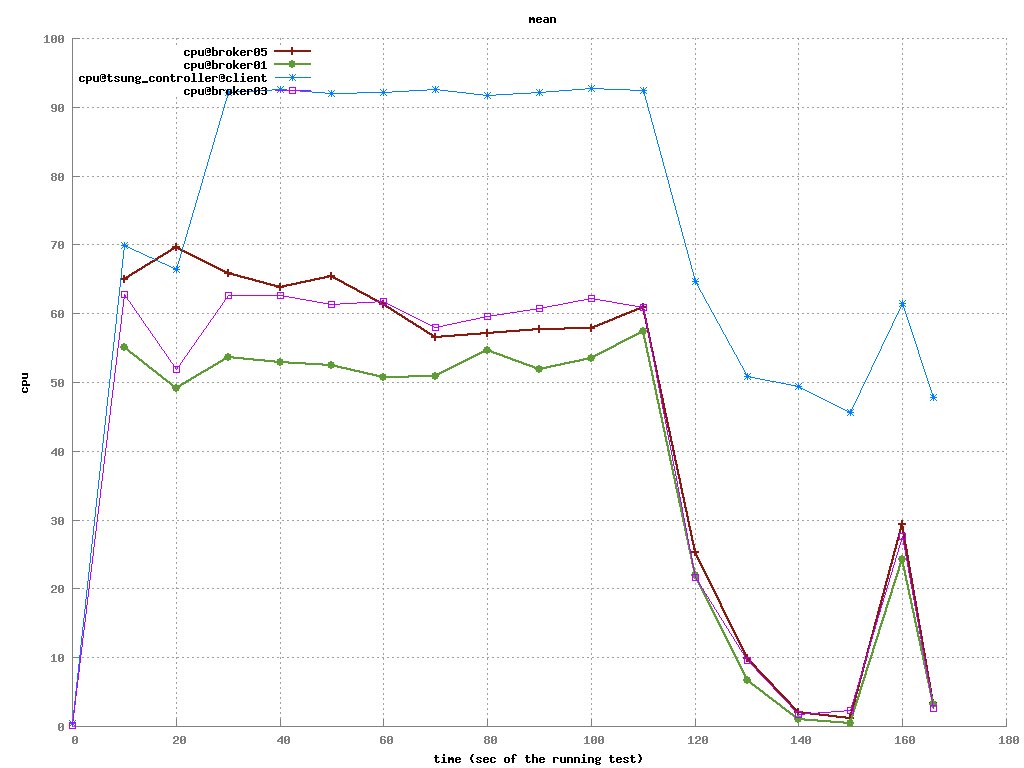 mean
100
90
80
70
60
50
40
30
20
10
0
cpu
cpu@broker05
cpu@broker01
cpu@tsung_controller@client
cpu@broker03
0 20 40 60 80 100 120 140 160 180
time (sec of the running test)